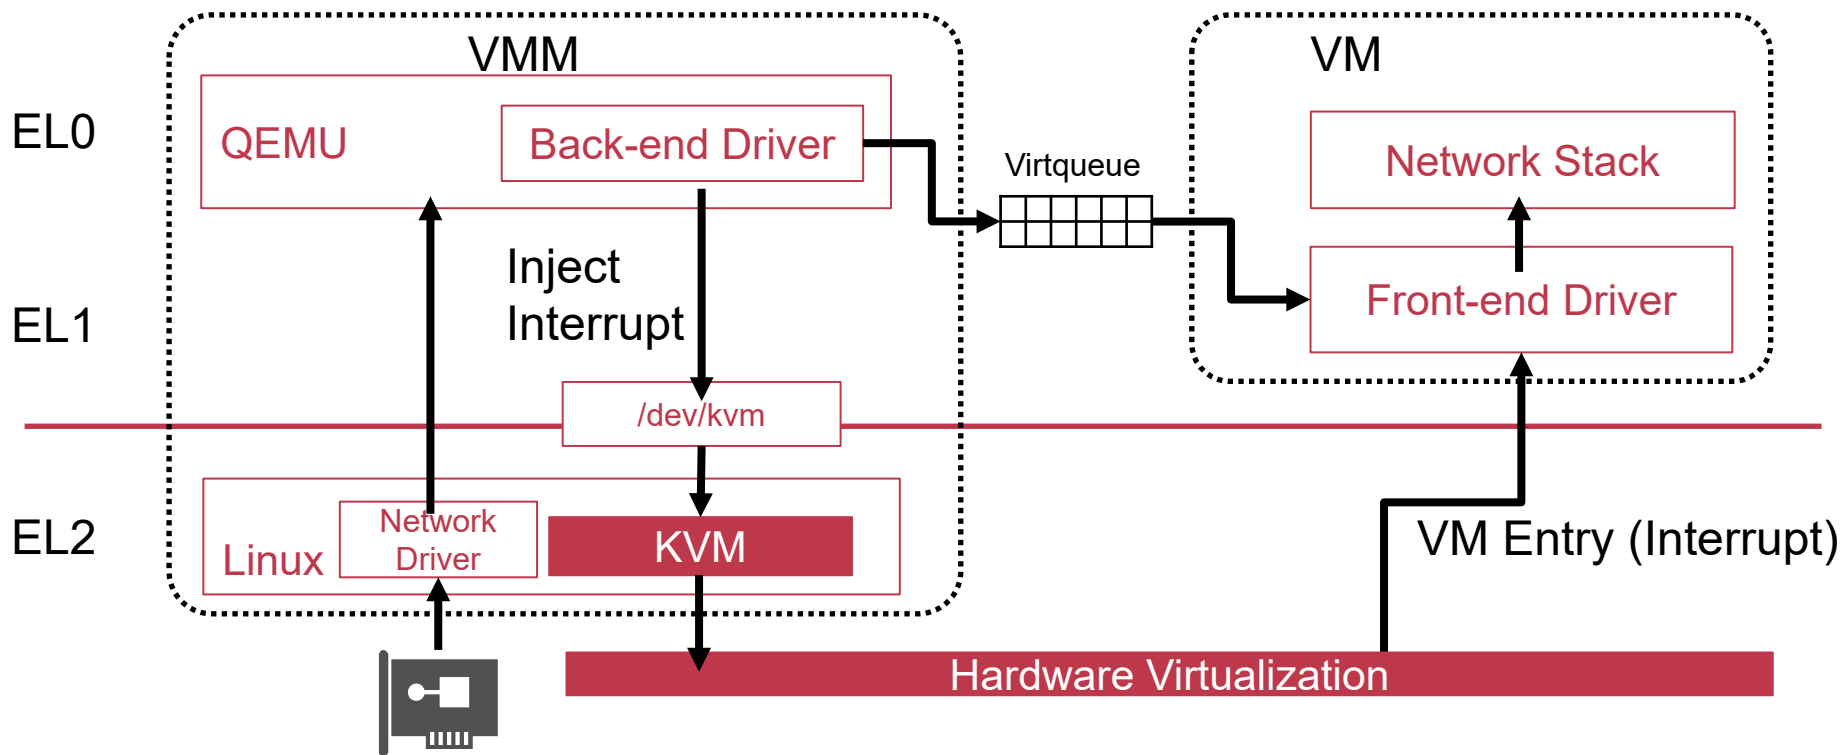 VMM
VM
EL0
QEMU
Back-end Driver
Virtqueue
Network Stack
Inject
Interrupt
EL1
Front-end Driver
/dev/kvm
EL2
Linux
Network
Driver
KVM
VM Entry (Interrupt)
Hardware Virtualization